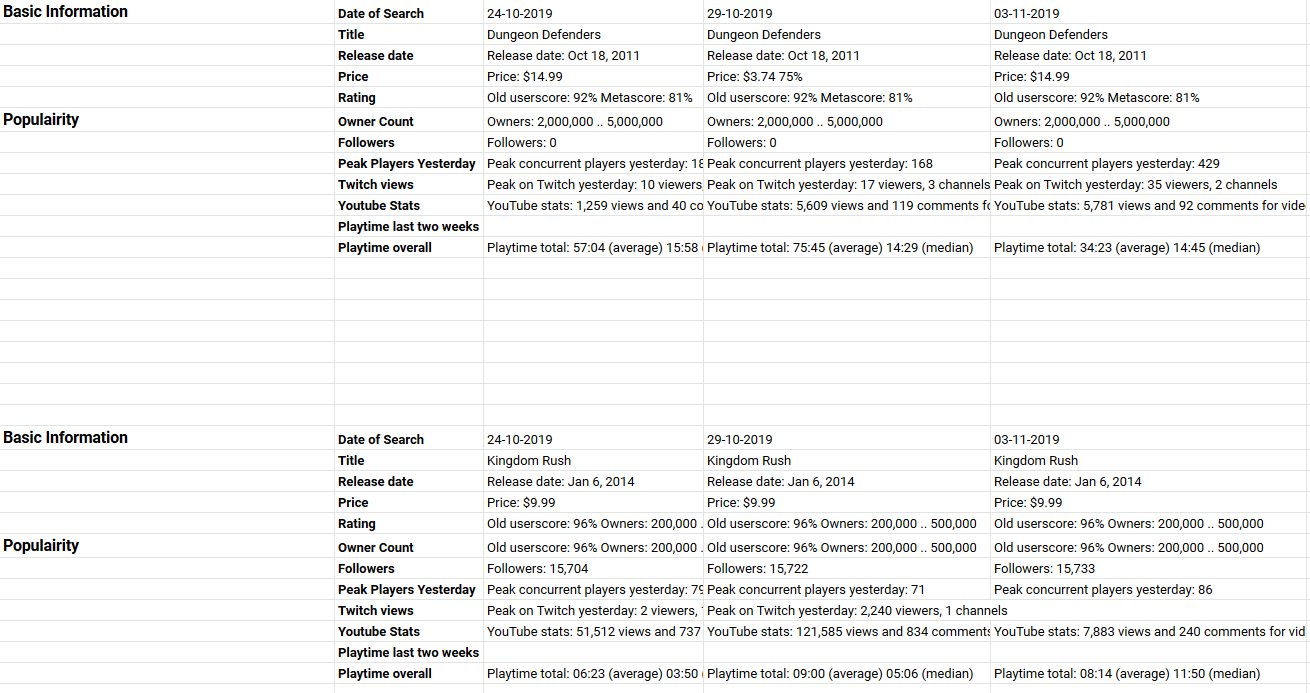 Basic Information Date of Search 24-10-2019 29-10-2019 03-11-2019
Title Dungeon Defenders Dungeon Defenders Dungeon Defenders
Release date Release date: Oct 18, 2011 Release date: Oct 18, 2011 Release date: Oct 18, 2011
Price Price: $14.99 Price: $3.74 75% Price: $14.99
Rating Old userscore: 92% Metascore: 81% Old userscore: 92% Metascore: 81% Old userscore: 92% Metascore: 81%
Populairity Owner Count Owners: 2,000,000 .. 5,000,000 Owners: 2,000,000 .. 5,000,000 Owners: 2,000,000 .. 5,000,000
Followers Followers: 0 Followers: 0 Followers: 0
Peak Players Yesterday Peak concurrent players yesterday: Peak concurrent players yesterday: 168 Peak concurrent players yesterday: 429
Twitch views Peak on Twitch yesterday: 10 viewers, Peak on Twitch yesterday: 17 viewers, 3 channels Peak on Twitch yesterday: 35 viewers, 2 channels
Youtube Stats YouTube stats: 1,259 views and 40 co YouTube stats: 5,609 views and 119 comments fo YouTube stats: 5,781 views and 92 comments for vide
Playtime last two weeks
Playtime overall Playtime total: 57:04 (average) 15:58 Playtime total: 75:45 (average) 14:29 (median) Playtime total: 34:23 (average) 14:45 (median)
Basic Information Date of Search 24-10-2019 29-10-2019 03-11-2019
Title Kingdom Rush Kingdom Rush Kingdom Rush
Release date Release date: Jan 6, 2014 Release date: Jan 6, 2014 Release date: Jan 6, 2014
Price Price: $9.99 Price: $9.99 Price: $9.99
Rating Old userscore: 96% Owners: 200,000 . Old userscore: 96% Owners: 200,000 .. 500,000 Old userscore: 96% Owners: 200,000 .. 500,000
Populairity Owner Count Old userscore: 96% Owners: 200,000 . Old userscore: 96% Owners: 200,000 .. 500,000 Old userscore: 96% Owners: 200,000 .. 500,000
Followers Followers: 15,704 Followers: 15,722 Followers: 15,733
Peak Players Yesterday Peak concurrent players yesterday: 79 Peak concurrent players yesterday: 71 Peak concurrent players yesterday: 86
Twitch views Peak on Twitch yesterday: 2 viewers, Peak on Twitch yesterday: 2,240 viewers, 1 channels
Youtube Stats YouTube stats: 51,512 views and 737 YouTube stats: 121,585 views and 834 comments YouTube stats: 7,883 views and 240 comments for vid
Playtime last two weeks
Playtime overall Playtime total: 06:23 (average) 03:50 Playtime total: 09:00 (average) 05:06 (median) Playtime total: 08:14 (average) 11:50 (median)